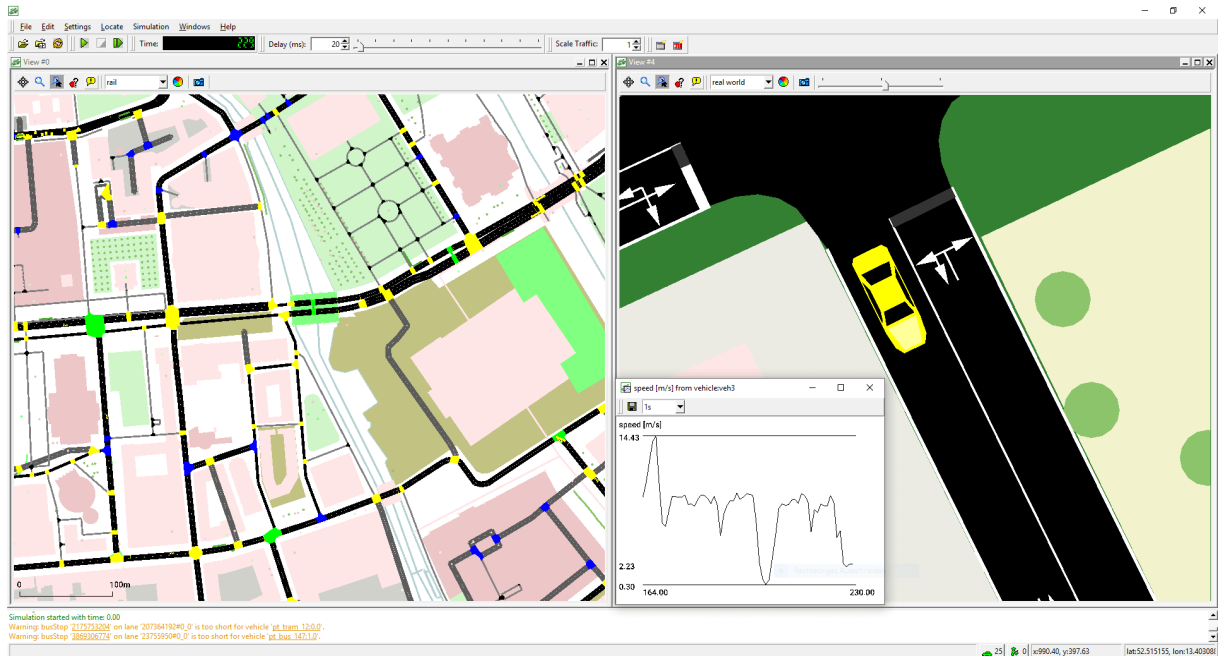 File Edit Settings Locate Simulation Windows Help
Time: 229 Delay (ms): 20 Scale Traffic: 1
View #0
rail
0 100m
View #4
real world
speed [m/s] from vehicle:veh3
1s
speed [m/s]
14.43
2.23
0.30
164.00 230.00
Simulation started with time: 0.00
Warning: busStop '2175753204' on lane '207364192#0_0' is too short for vehicle 'pt_tram_12:0.0'.
Warning: busStop '3869306774' on lane '23755950#0_0' is too short for vehicle 'pt_bus_147:1.0'.
25 0 x:990.40, y:397.63 lat:52.515155, lon:13.403088